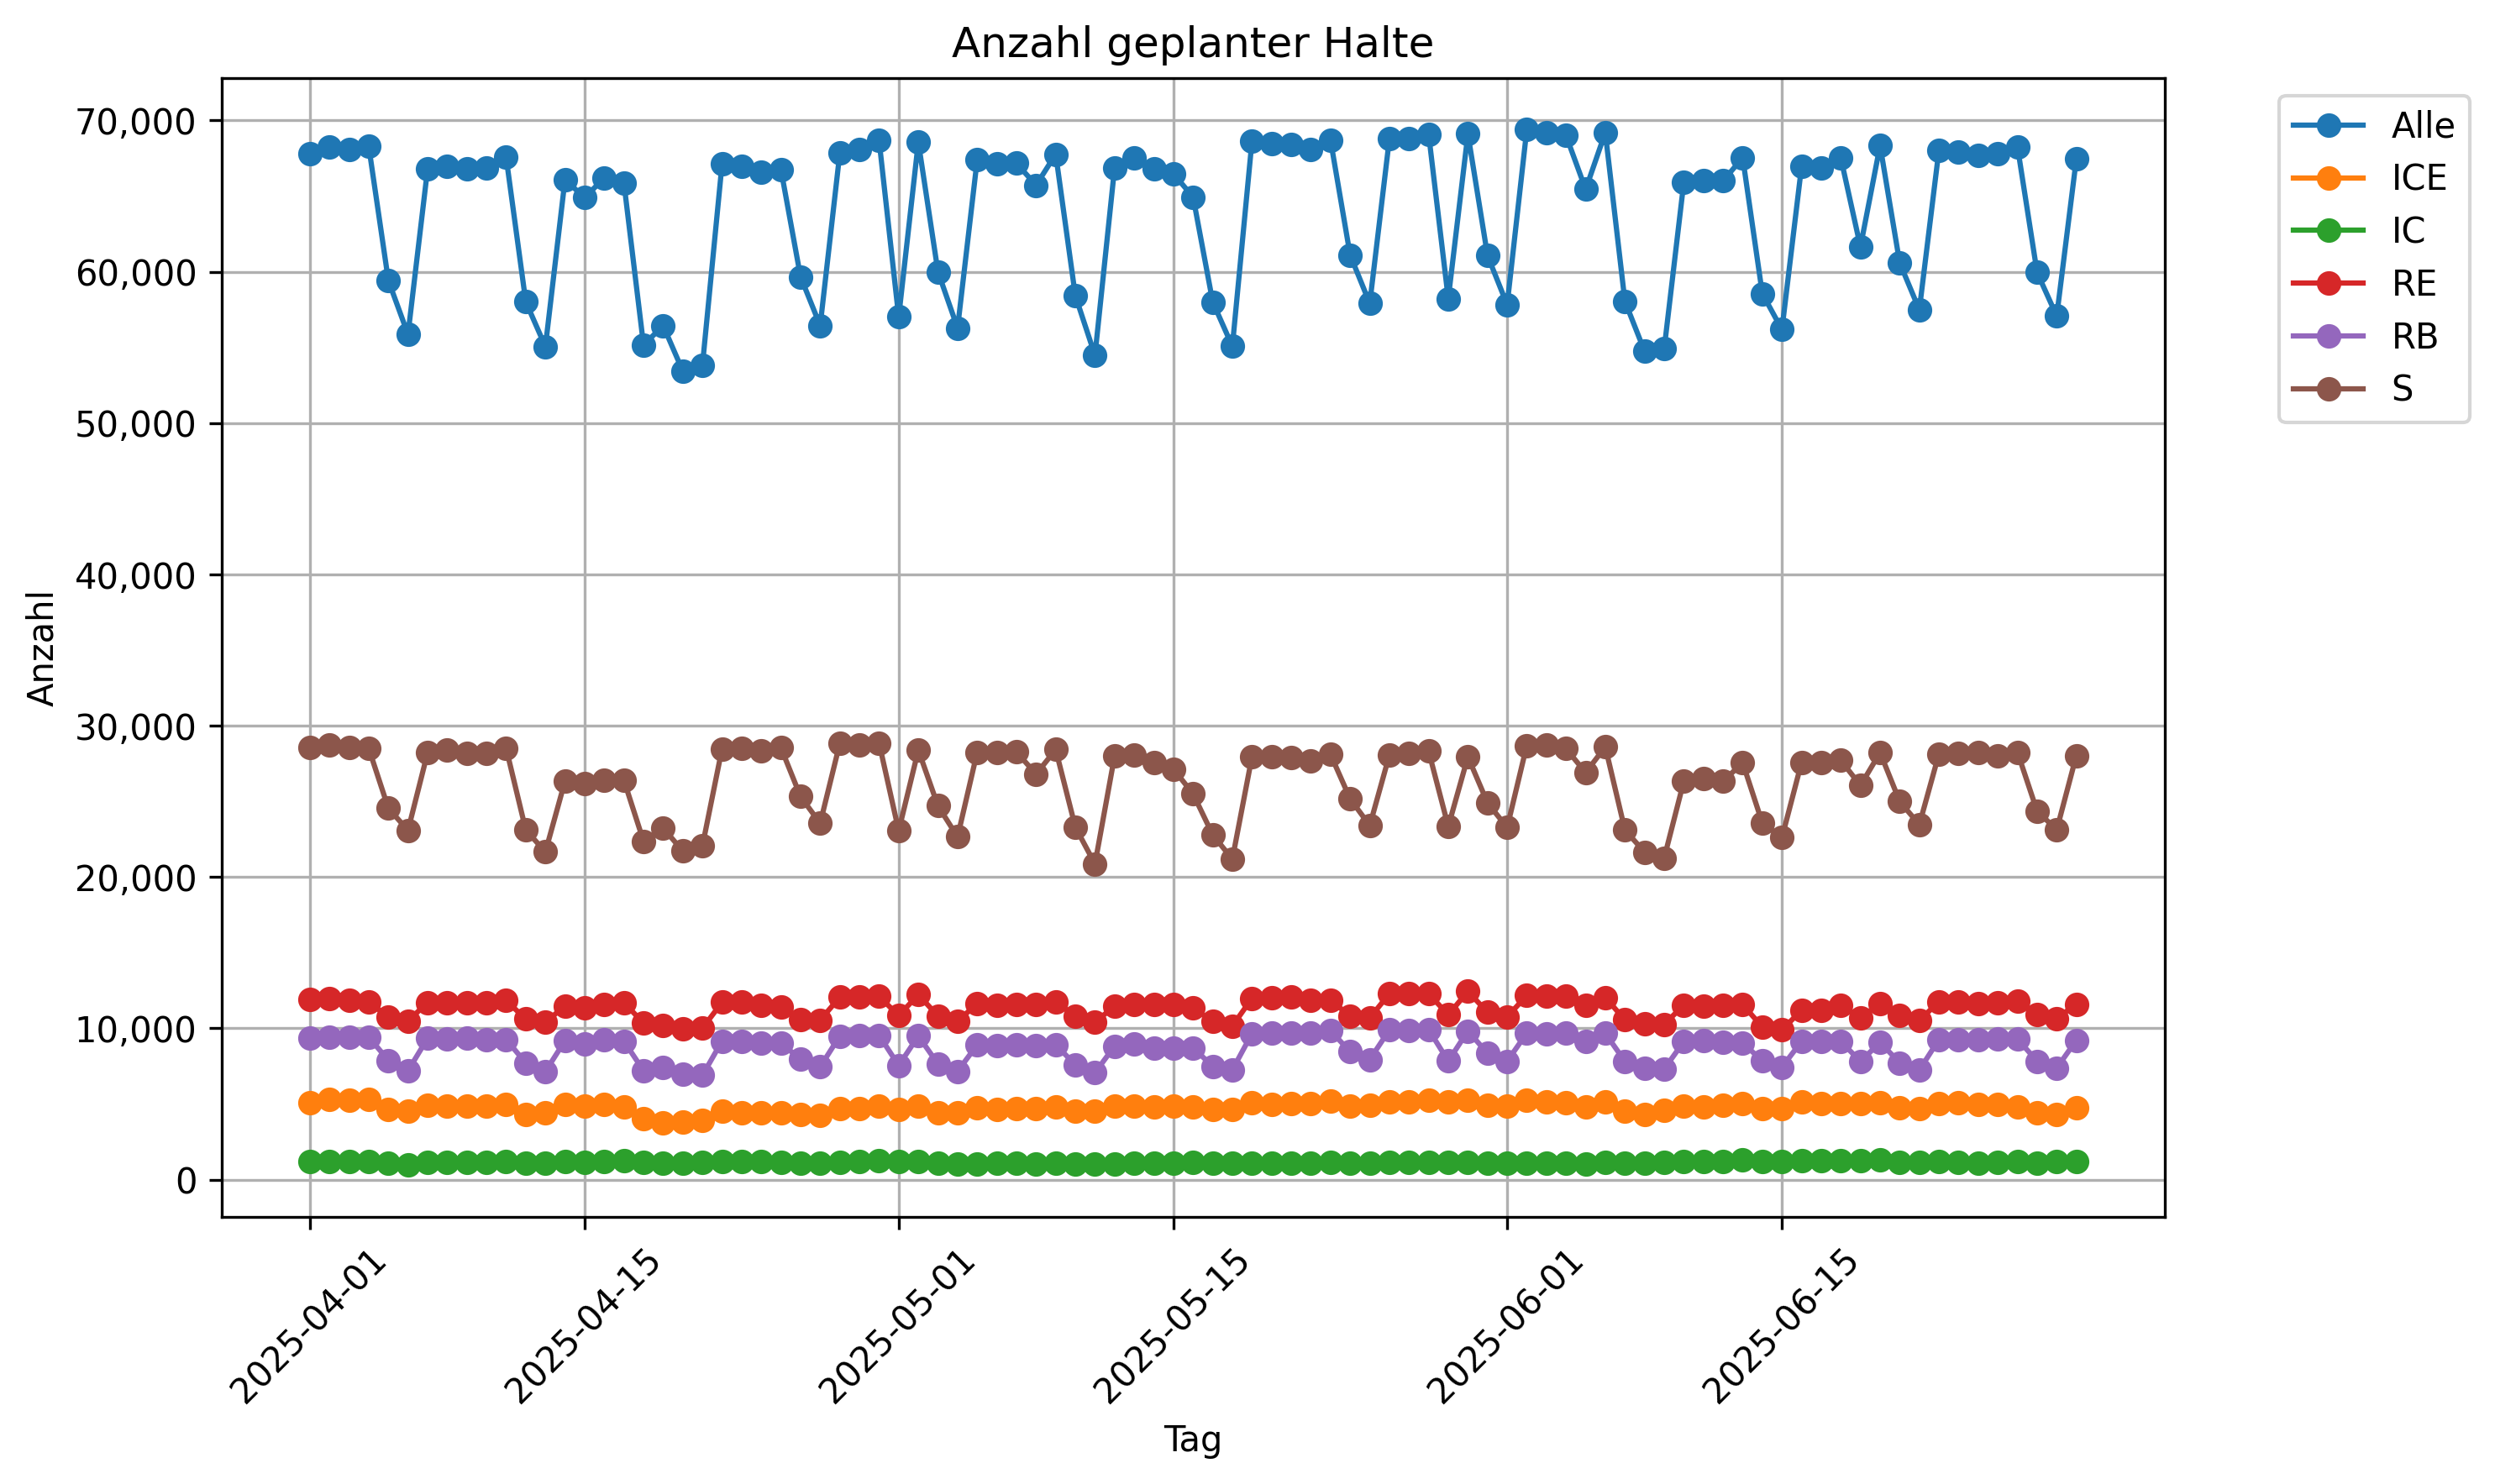 Anzahl geplanter Halte
70,000
60,000
50,000
40,000
30,000
20,000
10,000
0
Anzahl
2025-04-01
2025-04-15
2025-05-01
2025-05-15
2025-06-01
2025-06-15
Tag
Alle
ICE
IC
RE
RB
S